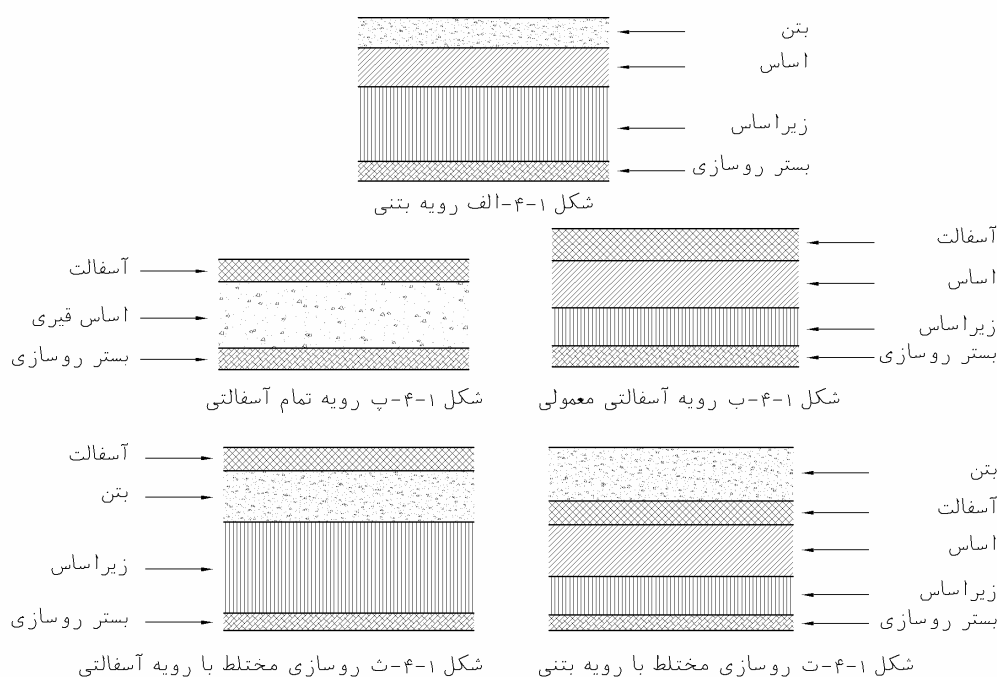 بتن
اساس
زیراساس
بستر روسازی
شکل ۱-۴-الف رویه بتنی
آسفالت
اساس
زیراساس
بستر روسازی
شکل ۱-۴-ب رویه آسفالتی معمولی
آسفالت
اساس قیری
بستر روسازی
شکل ۱-۴-پ رویه تمام آسفالتی
بتن
آسفالت
اساس
زیراساس
بستر روسازی
شکل ۱-۴-ت روسازی مختلط با رویه بتنی
آسفالت
بتن
زیراساس
بستر روسازی
شکل ۱-۴-ث روسازی مختلط با رویه آسفالتی